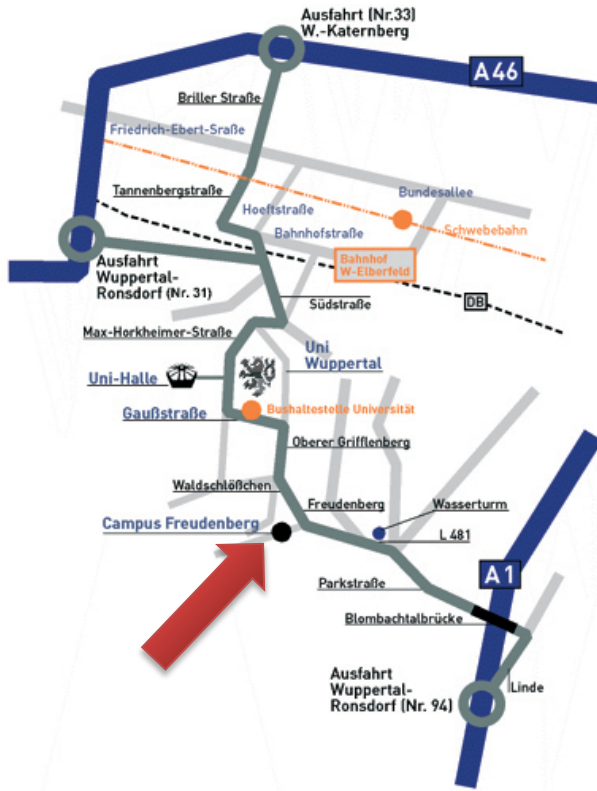 Ausfahrt (Nr.33)
W.-Katernberg
A 46
Briller Straße
Friedrich-Ebert-Sraße
Tannenbergstraße
Bundesallee
Hoeftstraße
Schwebebahn
Bahnhofstraße
Bahnhof
W-Elberfeld
Ausfahrt
Wuppertal-
Ronsdorf (Nr. 31)
DB
Südstraße
Max-Horkheimer-Straße
Uni
Wuppertal
Uni-Halle
Gaußstraße
Bushaltestelle Universität
Oberer Grifflenberg
Waldschlößchen
Freudenberg
Wasserturm
Campus Freudenberg
L 481
A 1
Parkstraße
Blombachtalbrücke
Ausfahrt
Wuppertal-
Ronsdorf (Nr. 94)
Linde